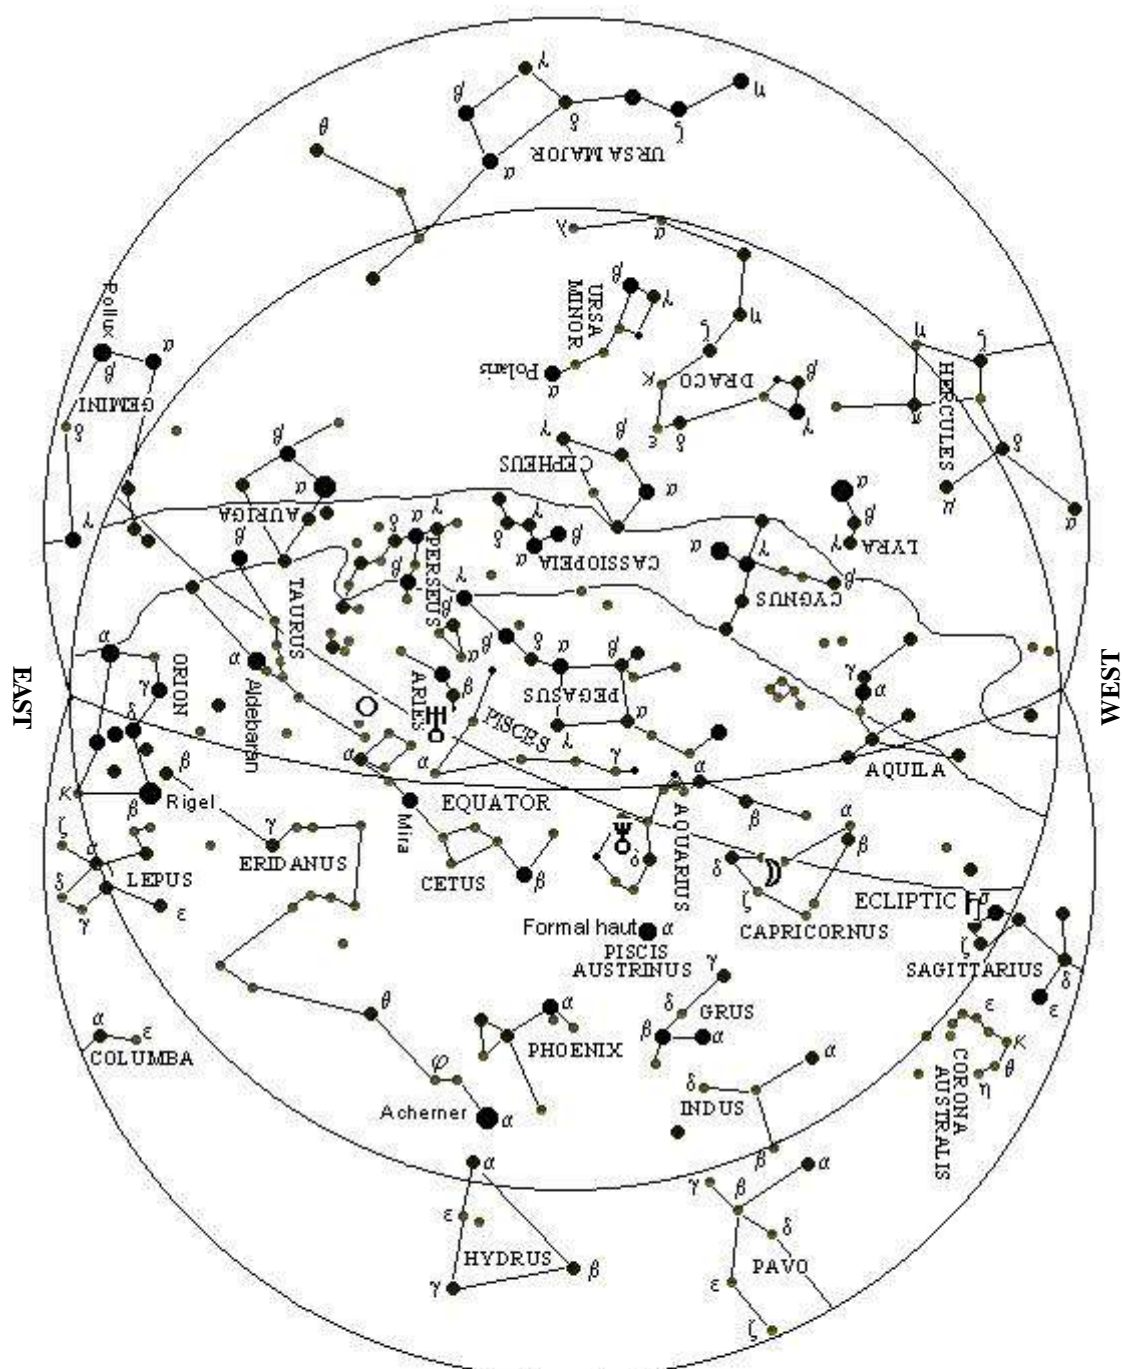 γ
β
η
δ
ζ
θ
URSA MAJOR
α
λ
α
β
URSA
MINOR
γ
Pollux
α
β
Polaris
α
η
ζ
κ
DRACO
β
γ
η
ζ
HERCULES
π
GEMINI
δ
ε
δ
β
γ
CEPHEUS
β
α
δ
μ
α
α
AURIGA
γ
β
α
δ
γ
PERSEUS
β
α
β
CASSIOPEIA
α
γ
α
β
γ
LYRA
γ
β
CYGNUS
TAURUS
γ
β
α
β
δ
α
β
PEGASUS
γ
α
α
ORION
γ
δ
α
Aldebaran
ARIES
β
PISCES
γ
α
γ
α
EAST
WEST
AQUILA
κ
β
Rigel
β
α
Mira
EQUATOR
α
β
AQUARIUS
δ
α
β
ζ
α
LEPUS
δ
γ
ε
γ
ERIDANUS
CETUS
β
δ
ζ
CAPRICORNUS
ECLIPTIC
σ
ζ
SAGITTARIUS
δ
ε
Formal haut
α
PISCIS
AUSTRINUS
γ
δ
GRUS
β
α
α
ε
COLUMBA
θ
φ
Acherner
α
α
PHOENIX
α
δ
INDUS
β
ε
κ
θ
η
CORONA
AUSTRALIS
α
ε
HYDRUS
γ
β
γ
β
α
δ
PAVO
ε
ζ